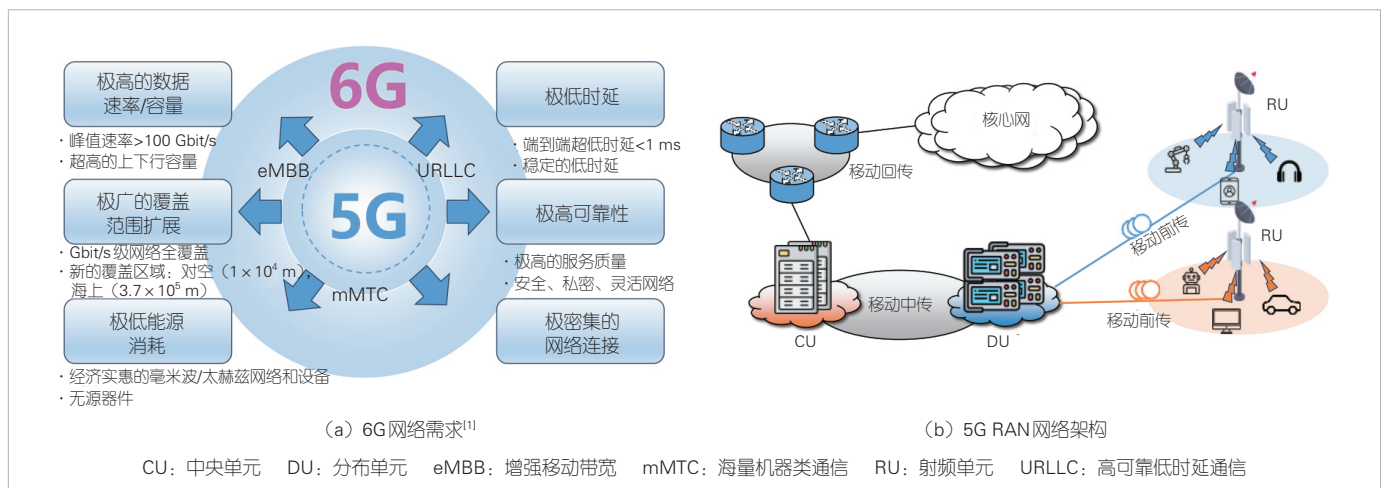 6G
5G
eMBB
URLLC
mMTC
极高的数据
速率/容量
· 峰值速率>100 Gbit/s
· 超高的上下行容量
极广的覆盖
范围扩展
· Gbit/s级网络全覆盖
· 新的覆盖区域：对空（1×10⁴ m）、
海上（3.7×10⁵ m）
极低能源
消耗
· 经济实惠的毫米波/太赫兹网络和设备
· 无源器件
极低时延
· 端到端超低时延<1 ms
· 稳定的低时延
极高可靠性
· 极高的服务质量
· 安全、私密、灵活网络
极密集的
网络连接
（a）6G网络需求[1]
核心网
移动回传
CU
移动中传
DU
移动前传
移动前传
RU
RU
（b）5G RAN网络架构
CU：中央单元 DU：分布单元 eMBB：增强移动带宽 mMTC：海量机器类通信 RU：射频单元 URLLC：高可靠低时延通信